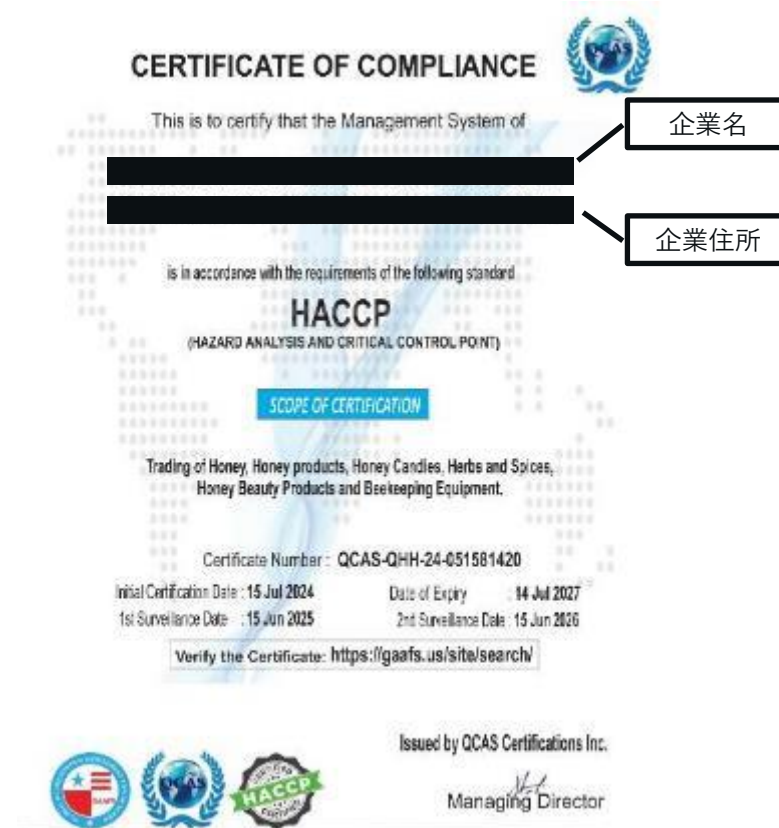 CERTIFICATE OF COMPLIANCE
QCAS
This is to certify that the Management System of
企業名
企業住所
is in accordance with the requirements of the following standard
HACCP
(HAZARD ANALYSIS AND CRITICAL CONTROL POINT)
SCOPE OF CERTIFICATION
Trading of Honey, Honey products, Honey Candles, Herbs and Spices,
Honey Beauty Products and Beekeeping Equipment.
Certificate Number : QCAS-QHH-24-051581420
Initial Certification Date : 15 Jul 2024 Date of Expiry : 14 Jul 2027
1st Surveillance Date : 15 Jun 2025 2nd Surveillance Date : 15 Jun 2026
Verify the Certificate: https://gaafs.us/site/search/
Issued by QCAS Certifications Inc.
QCAS
HACCP
Managing Director